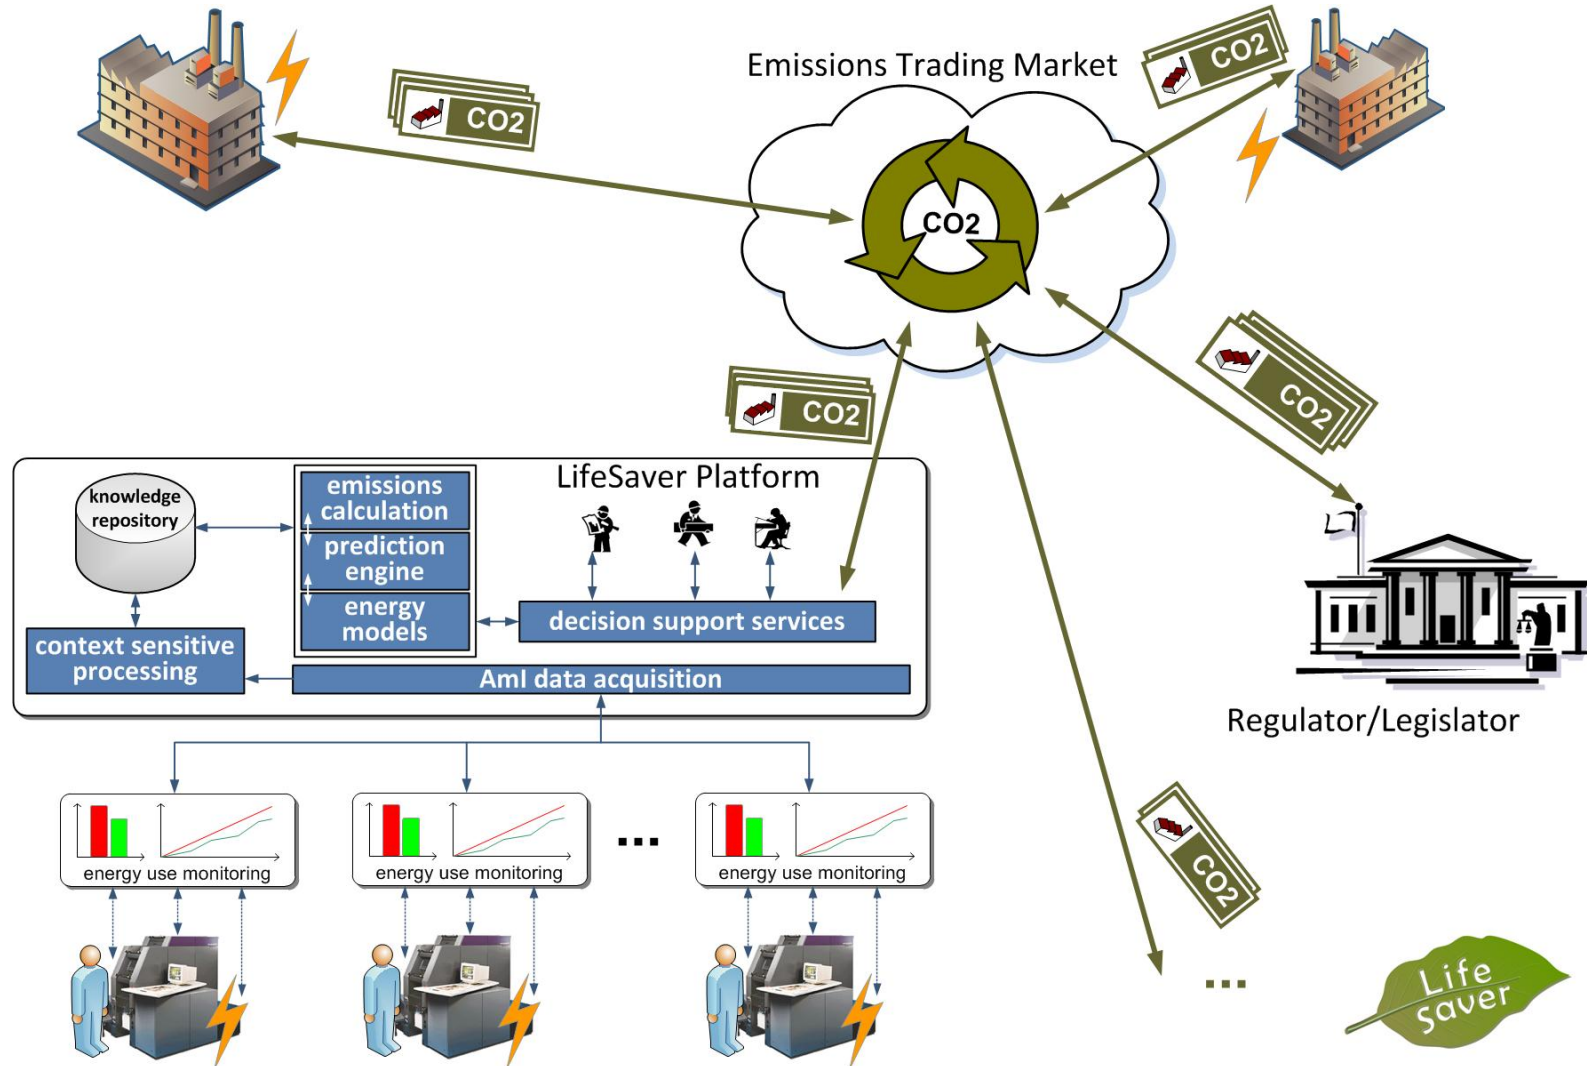 Emissions Trading Market
CO2
CO2
CO2
CO2
CO2
LifeSaver Platform
knowledge
repository
emissions
calculation
prediction
engine
energy
models
decision support services
context sensitive
processing
AmI data acquisition
CO2
Regulator/Legislator
energy use monitoring
energy use monitoring
...
energy use monitoring
CO2
...
Life
Saver